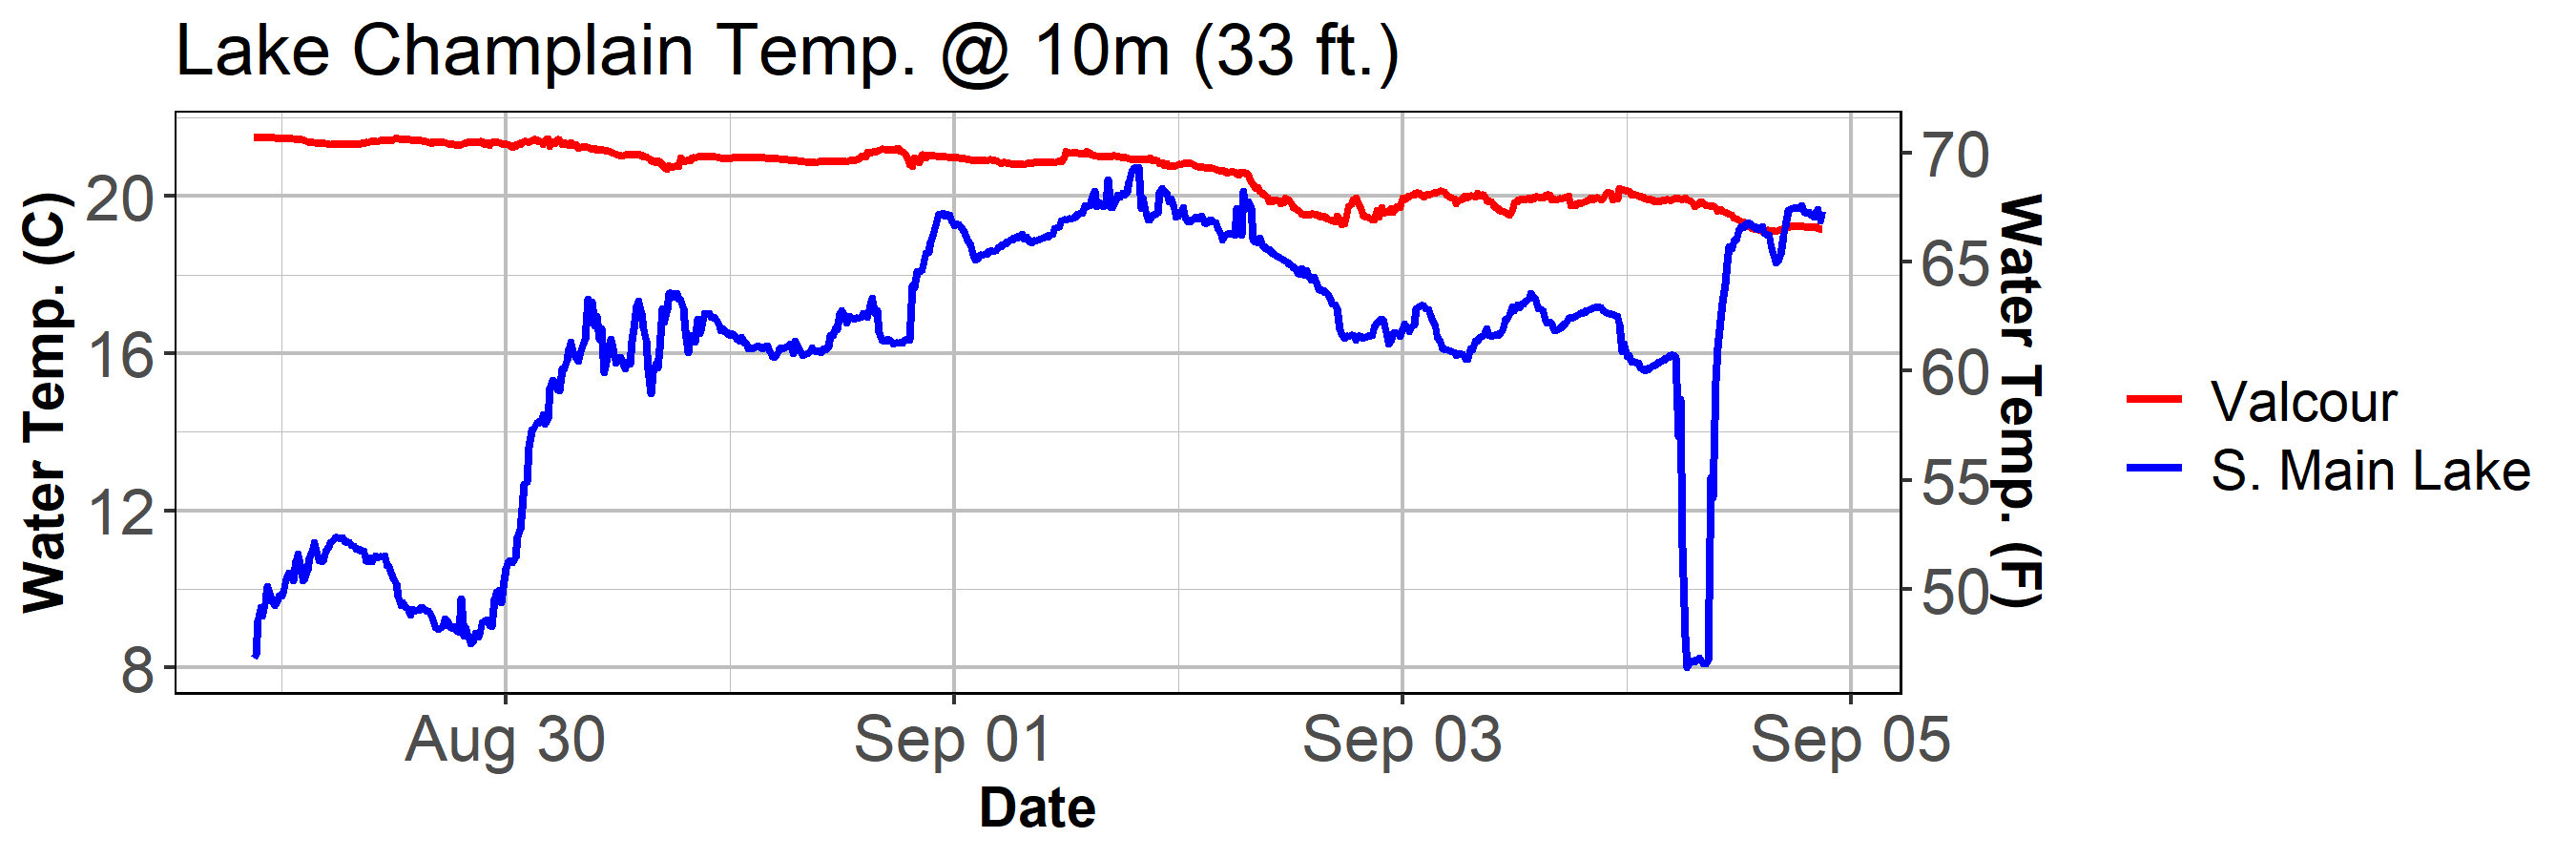 Lake Champlain Temp. @ 10m (33 ft.)
Water Temp. (C)
20
16
12
8
70
65
60
55
50
Water Temp. (F)
Aug 30
Sep 01
Sep 03
Sep 05
Date
Valcour
S. Main Lake